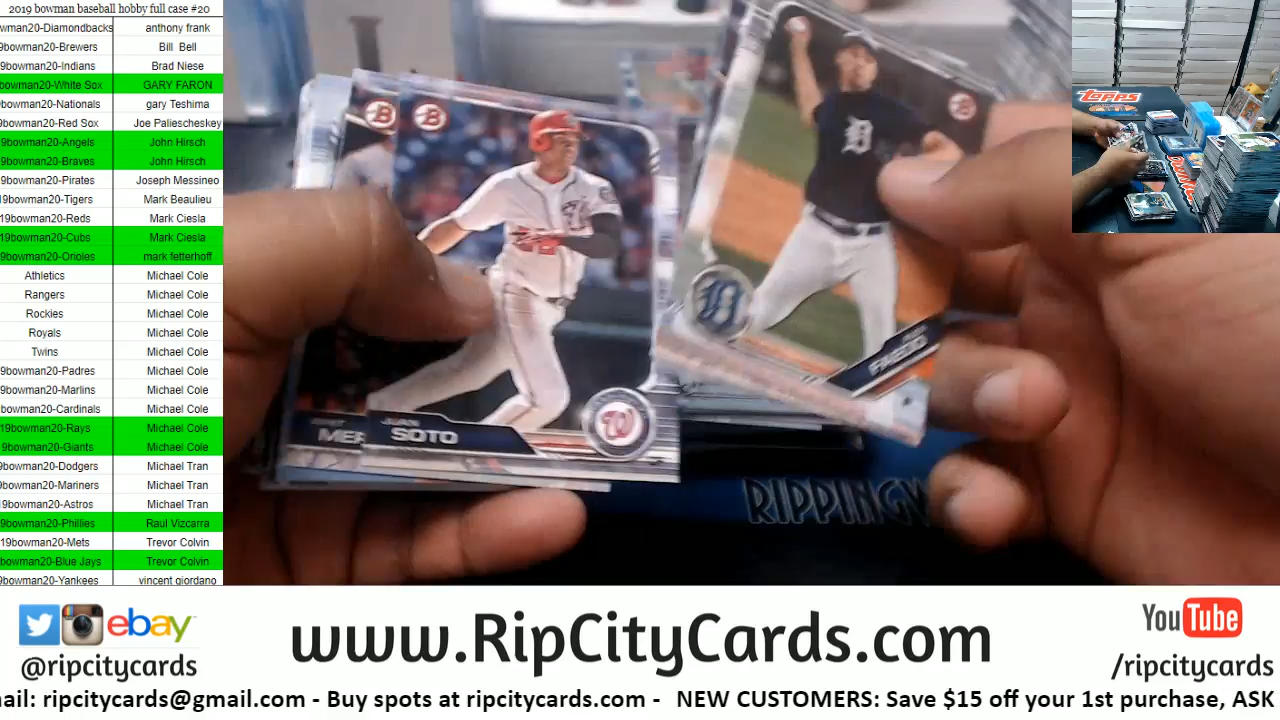 2019 bowman baseball hobby full case #20
wman20-Diamondbacks anthony frank
9bowman20-Brewers Bill Bell
9bowman20-Indians Brad Niese
bowman20-White Sox GARY FARON
bowman20-Nationals gary Teshima
bowman20-Red Sox Joe Paliescheskey
9bowman20-Angels John Hirsch
9bowman20-Braves John Hirsch
9bowman20-Pirates Joseph Messineo
19bowman20-Tigers Mark Beaulieu
19bowman20-Reds Mark Ciesla
19bowman20-Cubs Mark Ciesla
9bowman20-Orioles mark fetterhoff
Athletics Michael Cole
Rangers Michael Cole
Rockies Michael Cole
Royals Michael Cole
Twins Michael Cole
9bowman20-Padres Michael Cole
9bowman20-Marlins Michael Cole
bowman20-Cardinals Michael Cole
19bowman20-Rays Michael Cole
9bowman20-Giants Michael Cole
9bowman20-Dodgers Michael Tran
9bowman20-Mariners Michael Tran
19bowman20-Astros Michael Tran
9bowman20-Phillies Raul Vizcarra
19bowman20-Mets Trevor Colvin
bowman20-Blue Jays Trevor Colvin
9bowman20-Yankees vincent giordano
B B
B
D
D
FAEDO
MER
JUAN
SOTO
W
Topps
RIPPING
ebay
@ripcitycards
www.RipCityCards.com
YouTube
/ripcitycards
nail: ripcitycards@gmail.com - Buy spots at ripcitycards.com - NEW CUSTOMERS: Save $15 off your 1st purchase, ASK